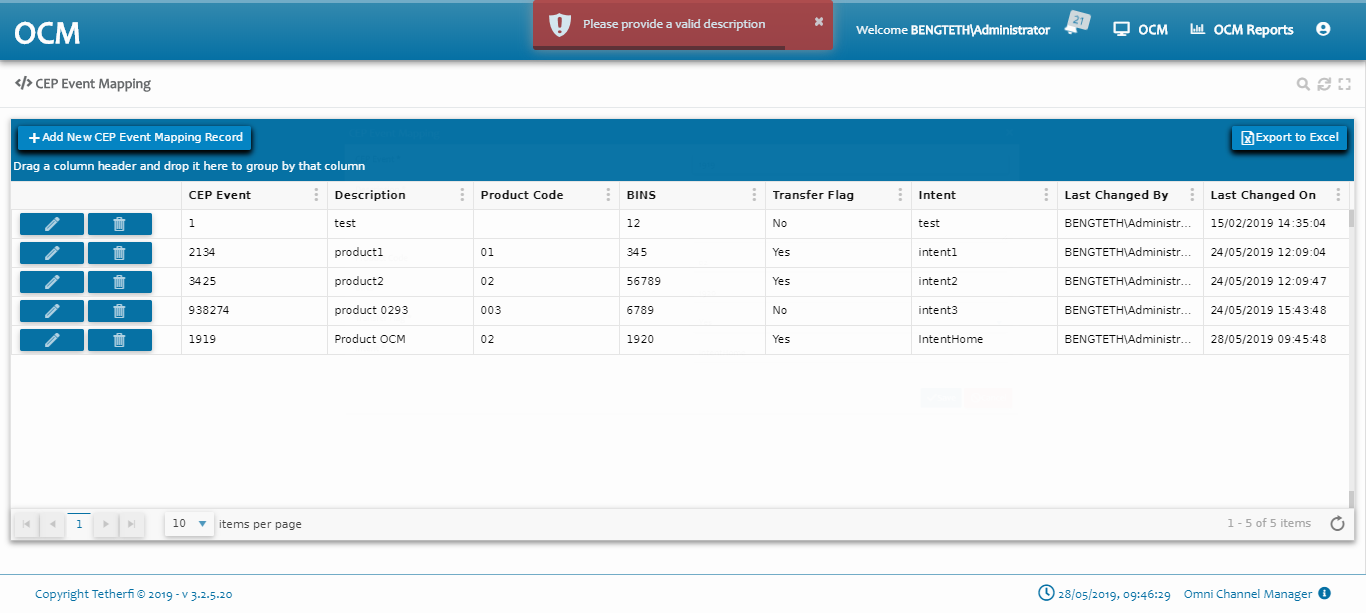 OCM
Please provide a valid description
Welcome BENGTETH\Administrator
21
OCM
OCM Reports
</> CEP Event Mapping
Add New CEP Event Mapping Record
Export to Excel
Drag a column header and drop it here to group by that column
CEP Event Description Product Code BINS Transfer Flag Intent Last Changed By Last Changed On
1 test 12 No test BENGTETH\Administr... 15/02/2019 14:35:04
2134 product1 01 345 Yes intent1 BENGTETH\Administr... 24/05/2019 12:09:04
3425 product2 02 56789 Yes intent2 BENGTETH\Administr... 24/05/2019 12:09:47
938274 product 0293 003 6789 No intent3 BENGTETH\Administr... 24/05/2019 15:43:48
1919 Product OCM 02 1920 Yes IntentHome BENGTETH\Administr... 28/05/2019 09:45:48
1 10 items per page 1 - 5 of 5 items
Copyright Tetherfi © 2019 - v 3.2.5.20 28/05/2019, 09:46:29 Omni Channel Manager